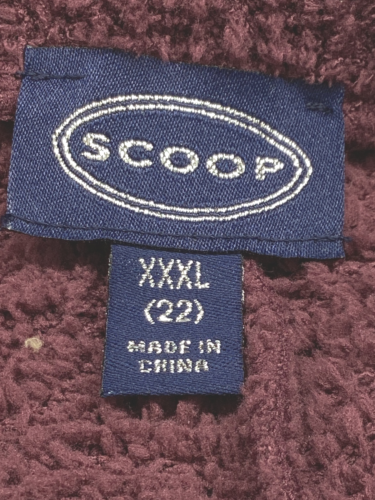 SCOOP
XXXL
(22)
MADE IN
CHINA